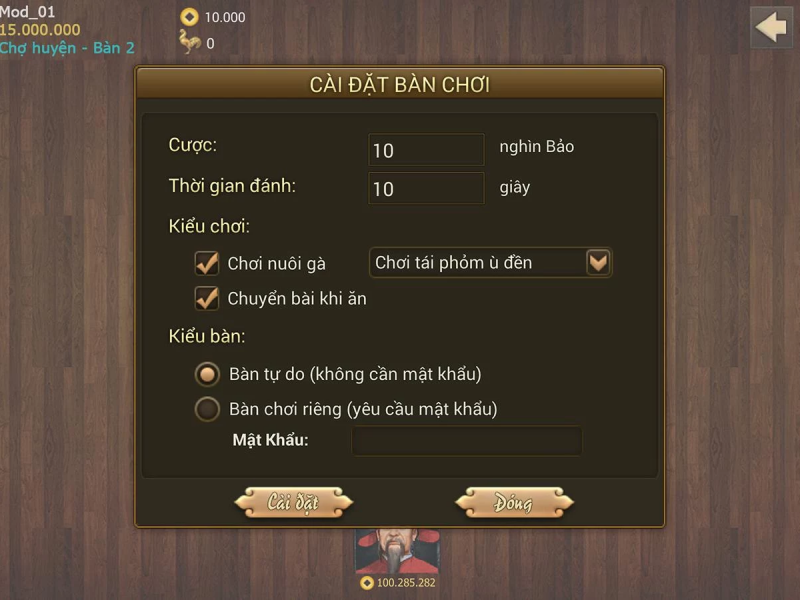 Mod_01
15.000.000
Chợ huyện - Bàn 2
10.000
0
CÀI ĐẶT BÀN CHƠI
Cược: 10 nghìn Bảo
Thời gian đánh: 10 giây
Kiểu chơi:
Chơi nuôi gà Chơi tái phỏm ù đền
Chuyển bài khi ăn
Kiểu bàn:
Bàn tự do (không cần mật khẩu)
Bàn chơi riêng (yêu cầu mật khẩu)
Mật Khẩu:
Cài đặt Đóng
100.285.282